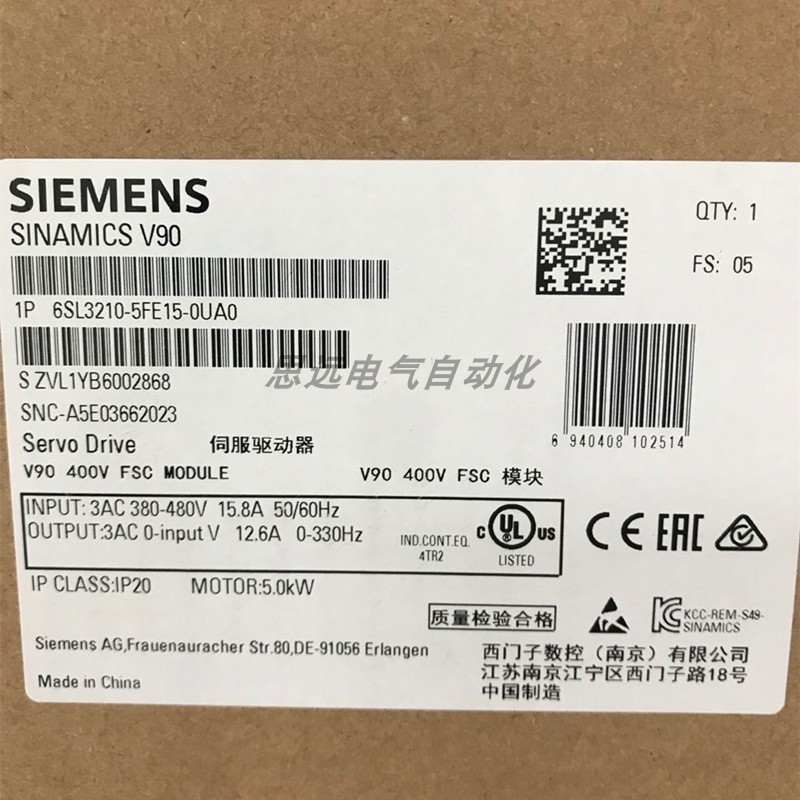 SIEMENS
SINAMICS V90
QTY: 1
FS: 05
1P 6SL3210-5FE15-0UA0
S ZVL1YB6002868
思远电气自动化
SNC-A5E03662023
6 940408 102514
Servo Drive 伺服驱动器
V90 400V FSC MODULE V90 400V FSC 模块
INPUT: 3AC 380-480V 15.8A 50/60Hz
OUTPUT:3AC 0-input V 12.6A 0-330Hz
IND.CONT.EQ.
4TR2
C UL US
LISTED
CE EAC
IP CLASS:IP20 MOTOR:5.0kW
质量检验合格
KC KCC-REM-S49-
SINAMICS
Siemens AG,Frauenauracher Str.80,DE-91056 Erlangen
西门子数控（南京）有限公司
江苏南京江宁区西门子路18号
中国制造
Made in China